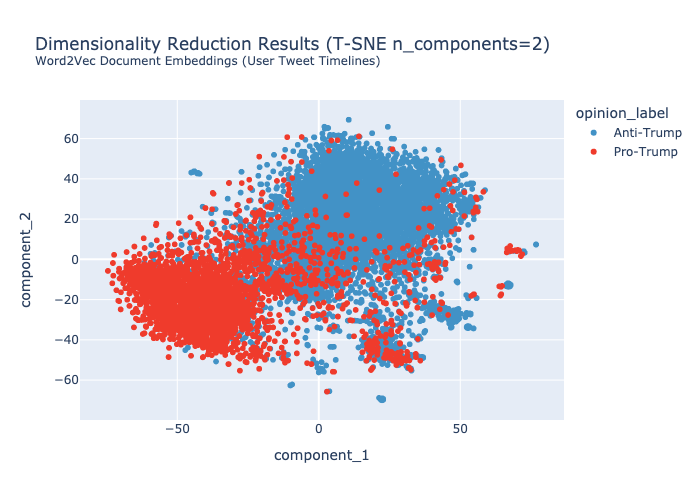 Dimensionality Reduction Results (T-SNE n_components=2)
Word2Vec Document Embeddings (User Tweet Timelines)
opinion_label
Anti-Trump
Pro-Trump
component_2
60
40
20
0
−20
−40
−60
−50
0
50
component_1